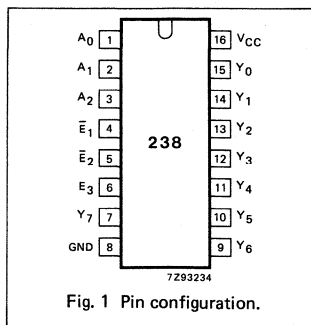 A₀ 1 16 V_CC
A₁ 2 15 Y₀
A₂ 3 14 Y₁
Ē₁ 4 13 Y₂
238
Ē₂ 5 12 Y₃
E₃ 6 11 Y₄
Y₇ 7 10 Y₅
GND 8 9 Y₆
7Z93234
Fig. 1 Pin configuration.